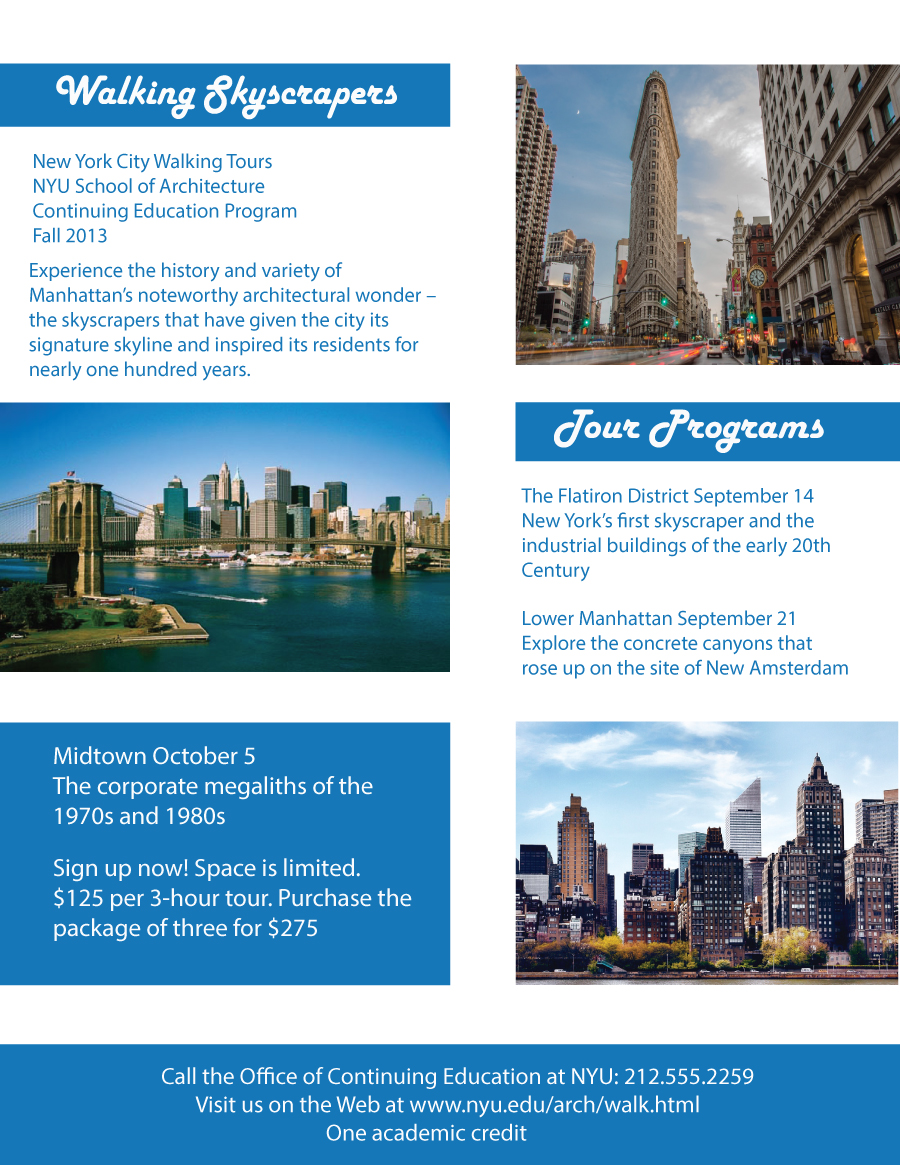 Walking Skyscrapers
New York City Walking Tours
NYU School of Architecture
Continuing Education Program
Fall 2013
Experience the history and variety of
Manhattan’s noteworthy architectural wonder –
the skyscrapers that have given the city its
signature skyline and inspired its residents for
nearly one hundred years.
Tour Programs
The Flatiron District September 14
New York’s first skyscraper and the
industrial buildings of the early 20th
Century
Lower Manhattan September 21
Explore the concrete canyons that
rose up on the site of New Amsterdam
Midtown October 5
The corporate megaliths of the
1970s and 1980s
Sign up now! Space is limited.
$125 per 3-hour tour. Purchase the
package of three for $275
Call the Office of Continuing Education at NYU: 212.555.2259
Visit us on the Web at www.nyu.edu/arch/walk.html
One academic credit